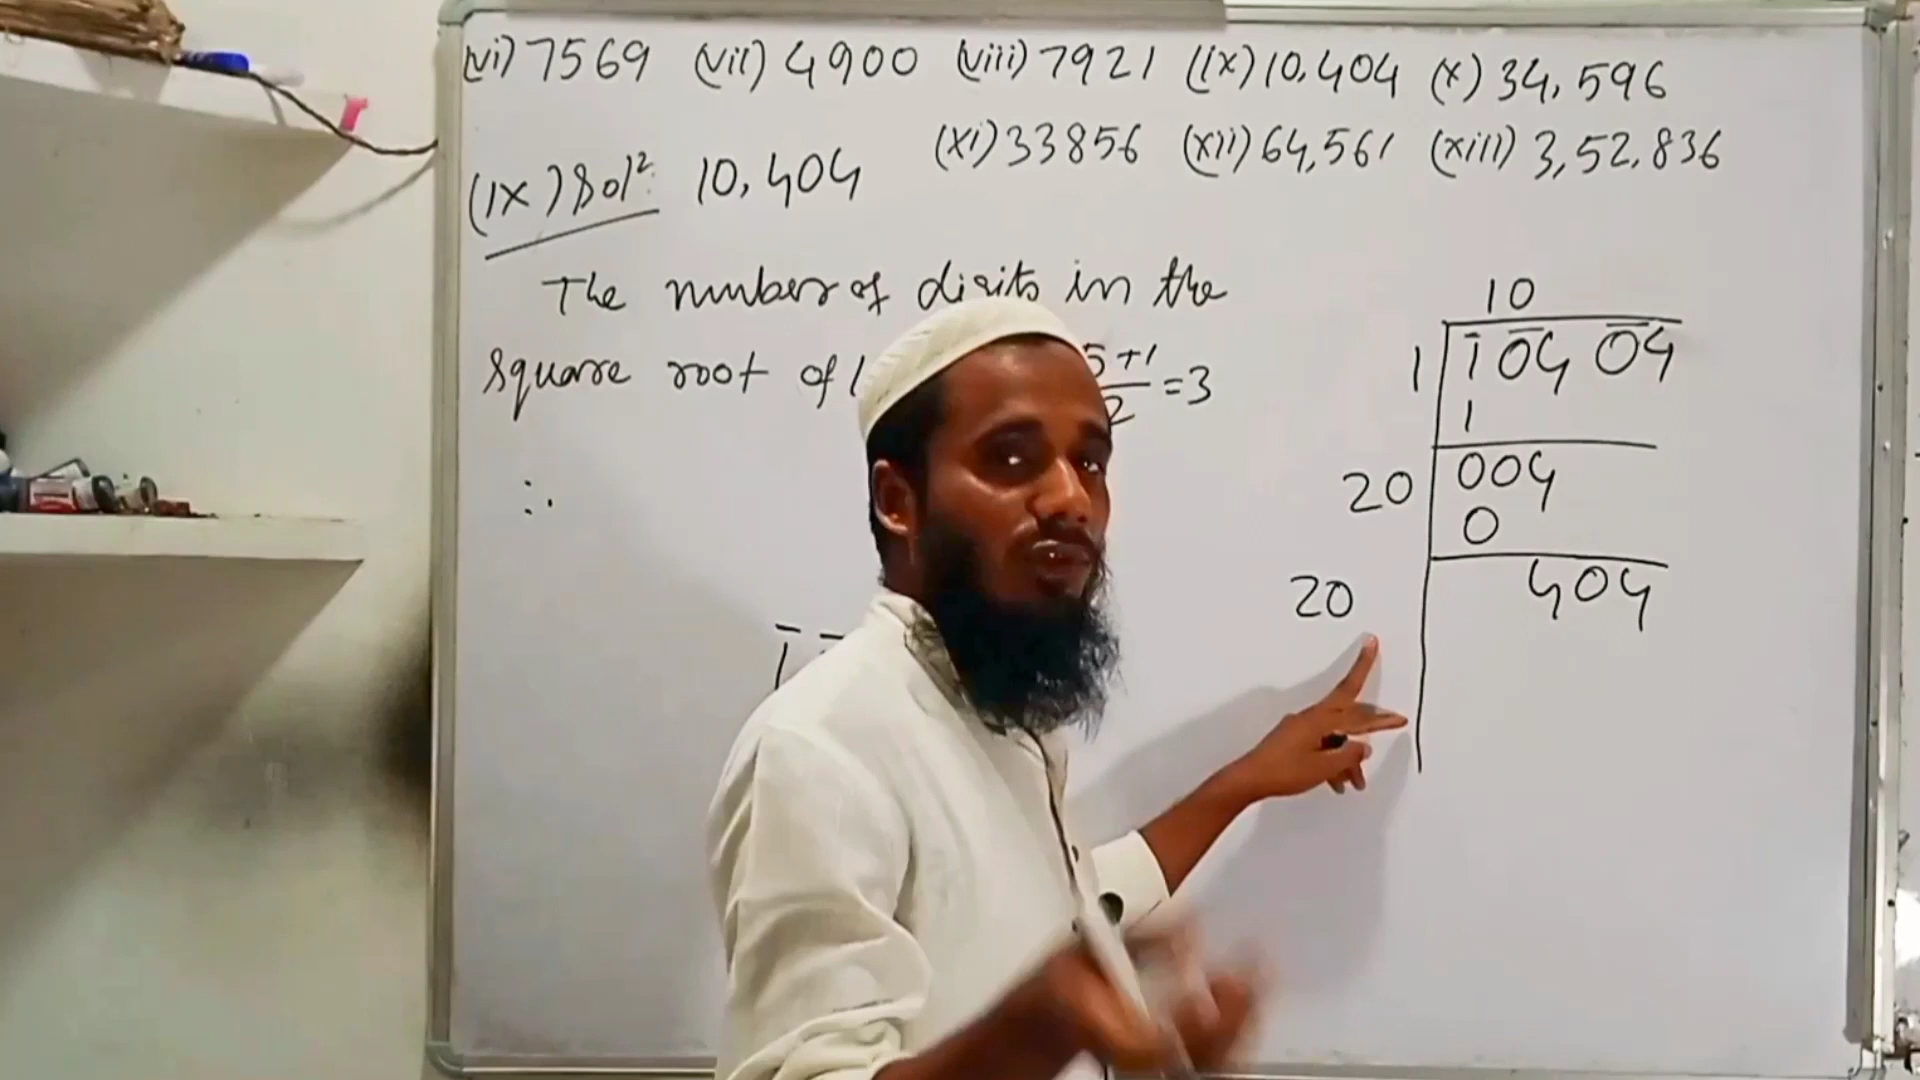 (vi) 7569 (vii) 4900 (viii) 7921 (ix) 10,404 (x) 34,596
(xi) 33856 (xii) 64,561 (xiii) 3,52,836
(ix) Sol²: 10,404
The number of digits in the
square root of 1 5+1/2 = 3
∴
10
1 1 04 04
1
20 004
0
20 404